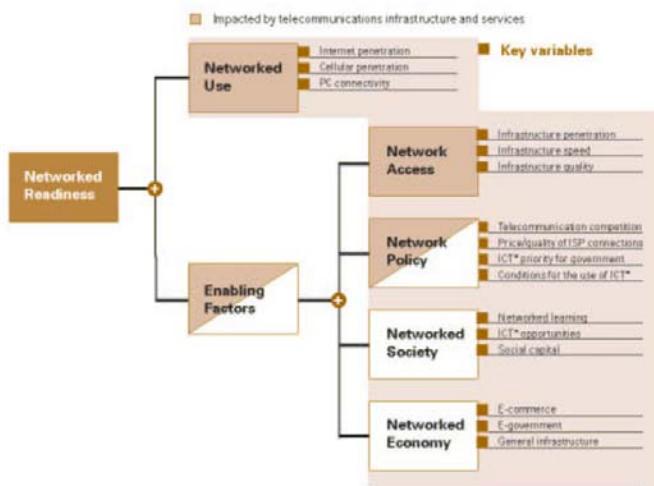 Impacted by telecommunications infrastructure and services
Key variables
Networked
Use
Internet penetration
Cellular penetration
PC connectivity
Networked
Readiness
Network
Access
Infrastructure penetration
Infrastructure speed
Infrastructure quality
Network
Policy
Telecommunication competition
Price/quality of ISP connections
ICT* priority for government
Conditions for the use of ICT*
Enabling
Factors
Networked
Society
Networked learning
ICT* opportunities
Social capital
Networked
Economy
E-commerce
E-government
General infrastructure